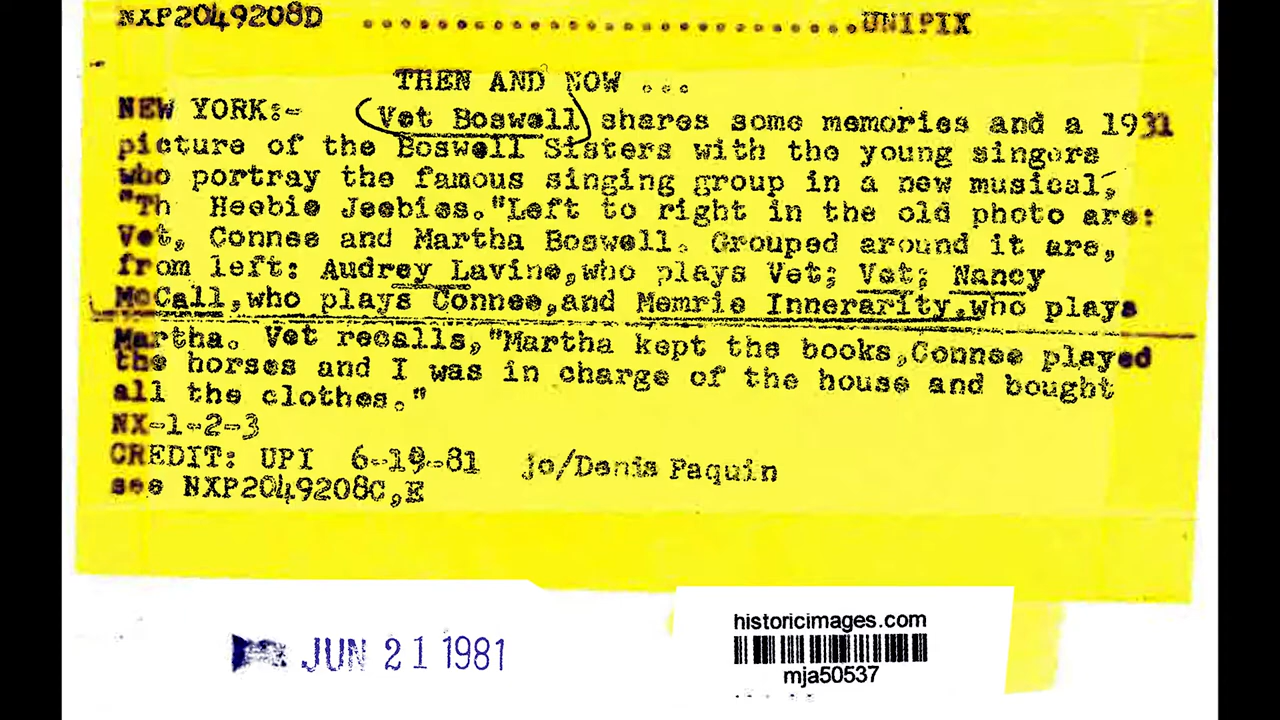 NXP2049208D ..............................UNIPIX
THEN AND NOW ...
NEW YORK:- Vet Boswell shares some memories and a 1931
picture of the Boswell Sisters with the young singers
who portray the famous singing group in a new musical,
"Th Heebie Jeebies."Left to right in the old photo are:
Vet, Connee and Martha Boswell. Grouped around it are,
from left: Audrey Lavine,who plays Vet; Vet; Nancy
McCall,who plays Connee,and Memrie Innerarity,who plays
Martha. Vet recalls,"Martha kept the books,Connee played
the horses and I was in charge of the house and bought
all the clothes."
NX-1-2-3
CREDIT: UPI 6-19-81 jo/Denis Paquin
see NXP2049208C,E
JUN 21 1981
historicimages.com
mja50537